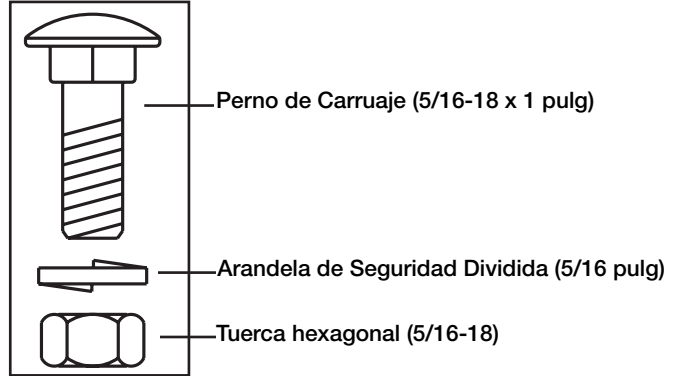 Perno de Carruaje (5/16-18 x 1 pulg)
Arandela de Seguridad Dividida (5/16 pulg)
Tuerca hexagonal (5/16-18)